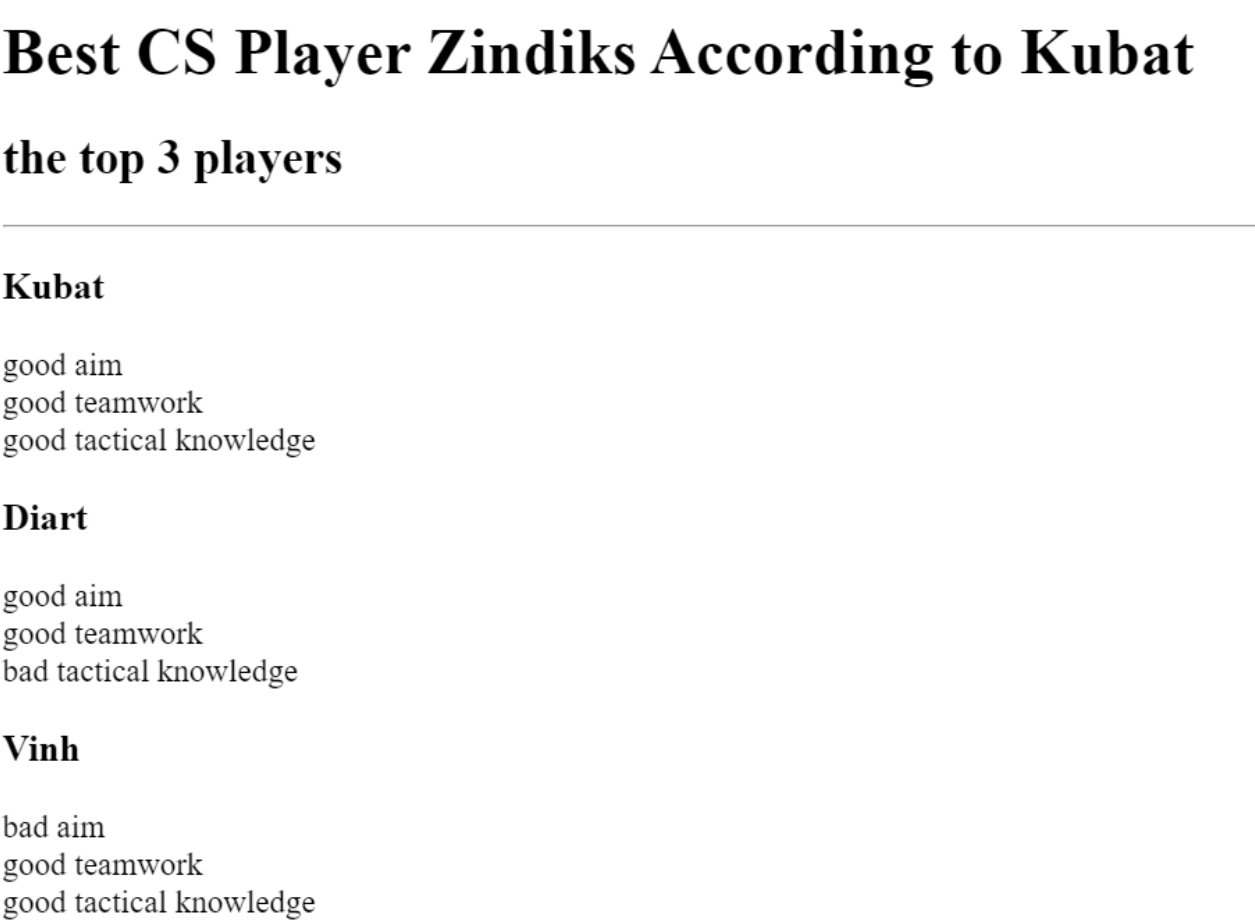 Best CS Player Zindiks According to Kubat
the top 3 players
Kubat
good aim
good teamwork
good tactical knowledge
Diart
good aim
good teamwork
bad tactical knowledge
Vinh
bad aim
good teamwork
good tactical knowledge